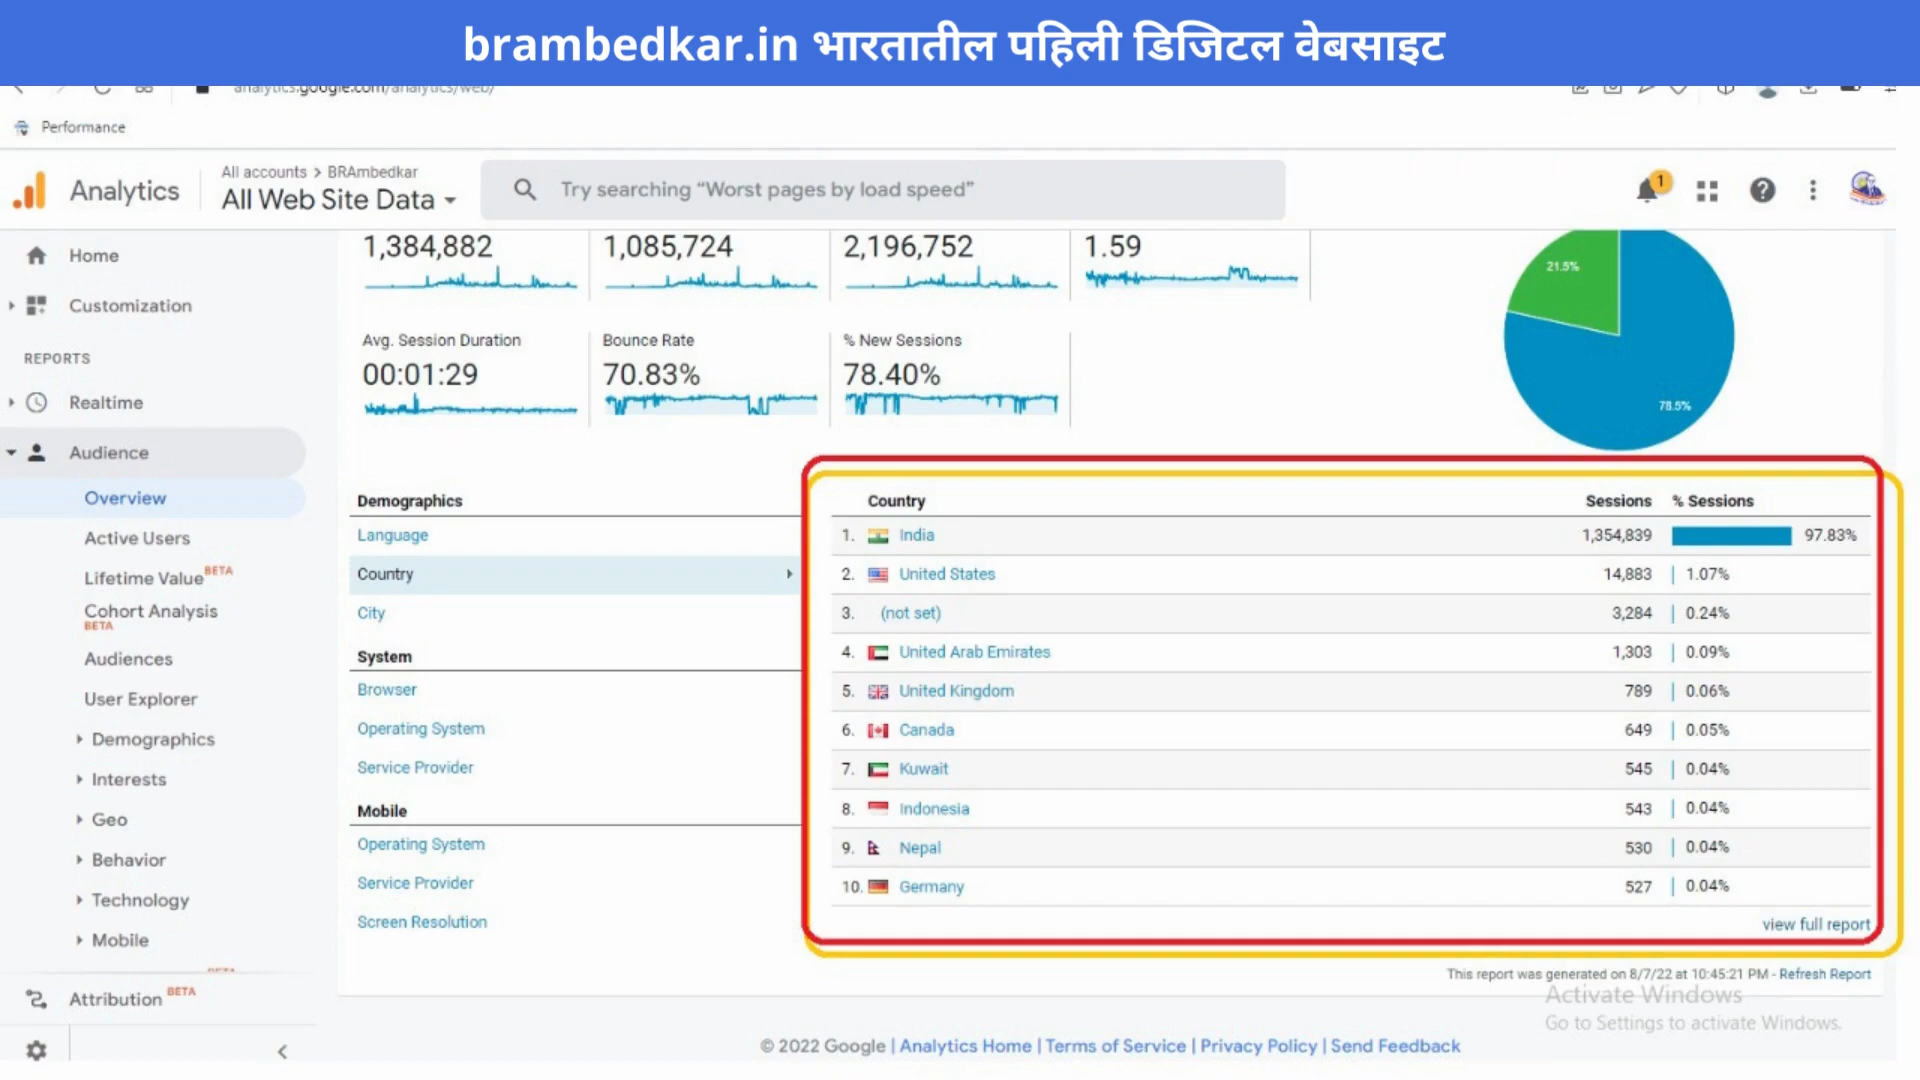 brambedkar.in भारतातील पहिली डिजिटल वेबसाइट
analytics.google.com/analytics/web/
Performance
Analytics
All accounts > BRAmbedkar
All Web Site Data
Try searching “Worst pages by load speed”
1
Home
Customization
REPORTS
Realtime
Audience
Overview
Active Users
Lifetime Value BETA
Cohort Analysis
BETA
Audiences
User Explorer
Demographics
Interests
Geo
Behavior
Technology
Mobile
BETA
Attribution BETA
1,384,882 1,085,724 2,196,752 1.59
Avg. Session Duration Bounce Rate % New Sessions
00:01:29 70.83% 78.40%
21.5%
78.5%
Demographics
Language
Country
City
System
Browser
Operating System
Service Provider
Mobile
Operating System
Service Provider
Screen Resolution
Country Sessions % Sessions
1. India 1,354,839 97.83%
2. United States 14,883 1.07%
3. (not set) 3,284 0.24%
4. United Arab Emirates 1,303 0.09%
5. United Kingdom 789 0.06%
6. Canada 649 0.05%
7. Kuwait 545 0.04%
8. Indonesia 543 0.04%
9. Nepal 530 0.04%
10. Germany 527 0.04%
view full report
This report was generated on 8/7/22 at 10:45:21 PM - Refresh Report
Activate Windows
Go to Settings to activate Windows.
© 2022 Google | Analytics Home | Terms of Service | Privacy Policy | Send Feedback